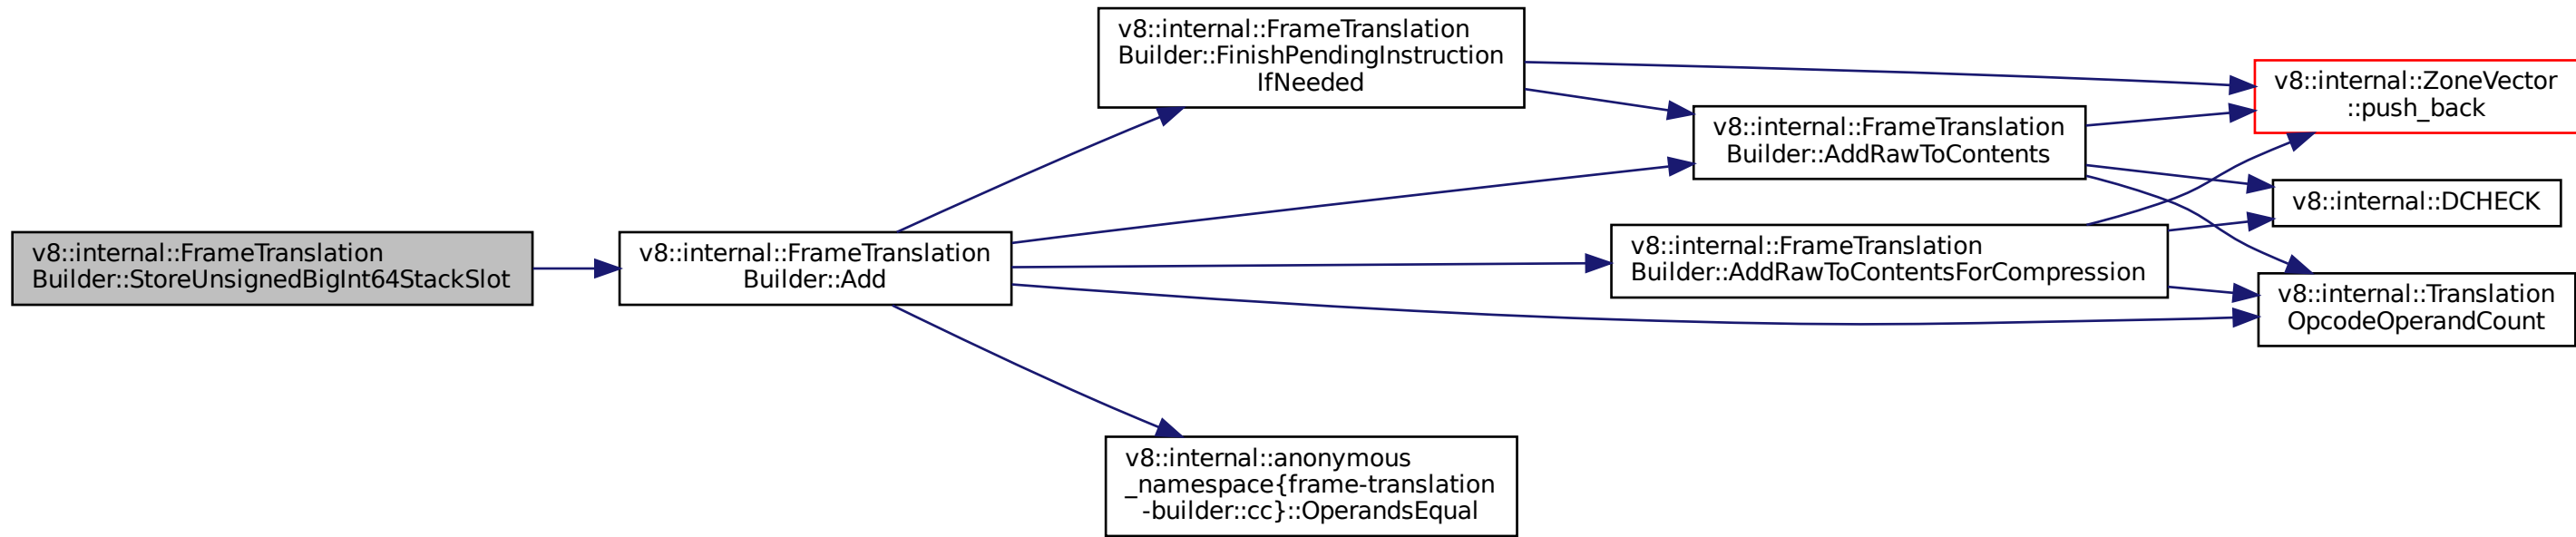 v8::internal::FrameTranslation
Builder::StoreUnsignedBigInt64StackSlot
v8::internal::FrameTranslation
Builder::Add
v8::internal::FrameTranslation
Builder::FinishPendingInstruction
IfNeeded
v8::internal::FrameTranslation
Builder::AddRawToContents
v8::internal::FrameTranslation
Builder::AddRawToContentsForCompression
v8::internal::anonymous
_namespace{frame-translation
-builder::cc}::OperandsEqual
v8::internal::ZoneVector
::push_back
v8::internal::DCHECK
v8::internal::Translation
OpcodeOperandCount